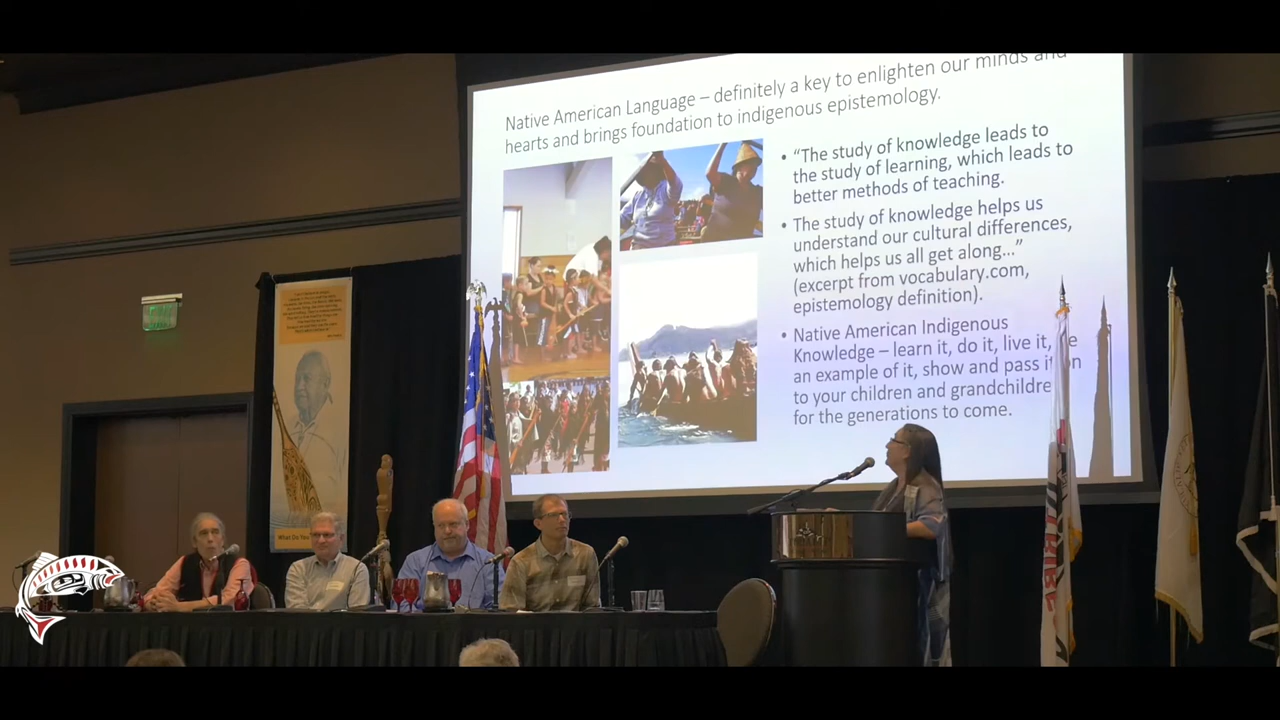 Native American Language – definitely a key to enlighten our minds and
hearts and brings foundation to indigenous epistemology.
• “The study of knowledge leads to
the study of learning, which leads to
better methods of teaching.
• The study of knowledge helps us
understand our cultural differences,
which helps us all get along…”
(excerpt from vocabulary.com,
epistemology definition).
• Native American Indigenous
Knowledge – learn it, do it, live it,
an example of it, show and pass it on
to your children and grandchildre
for the generations to come.
What Do You